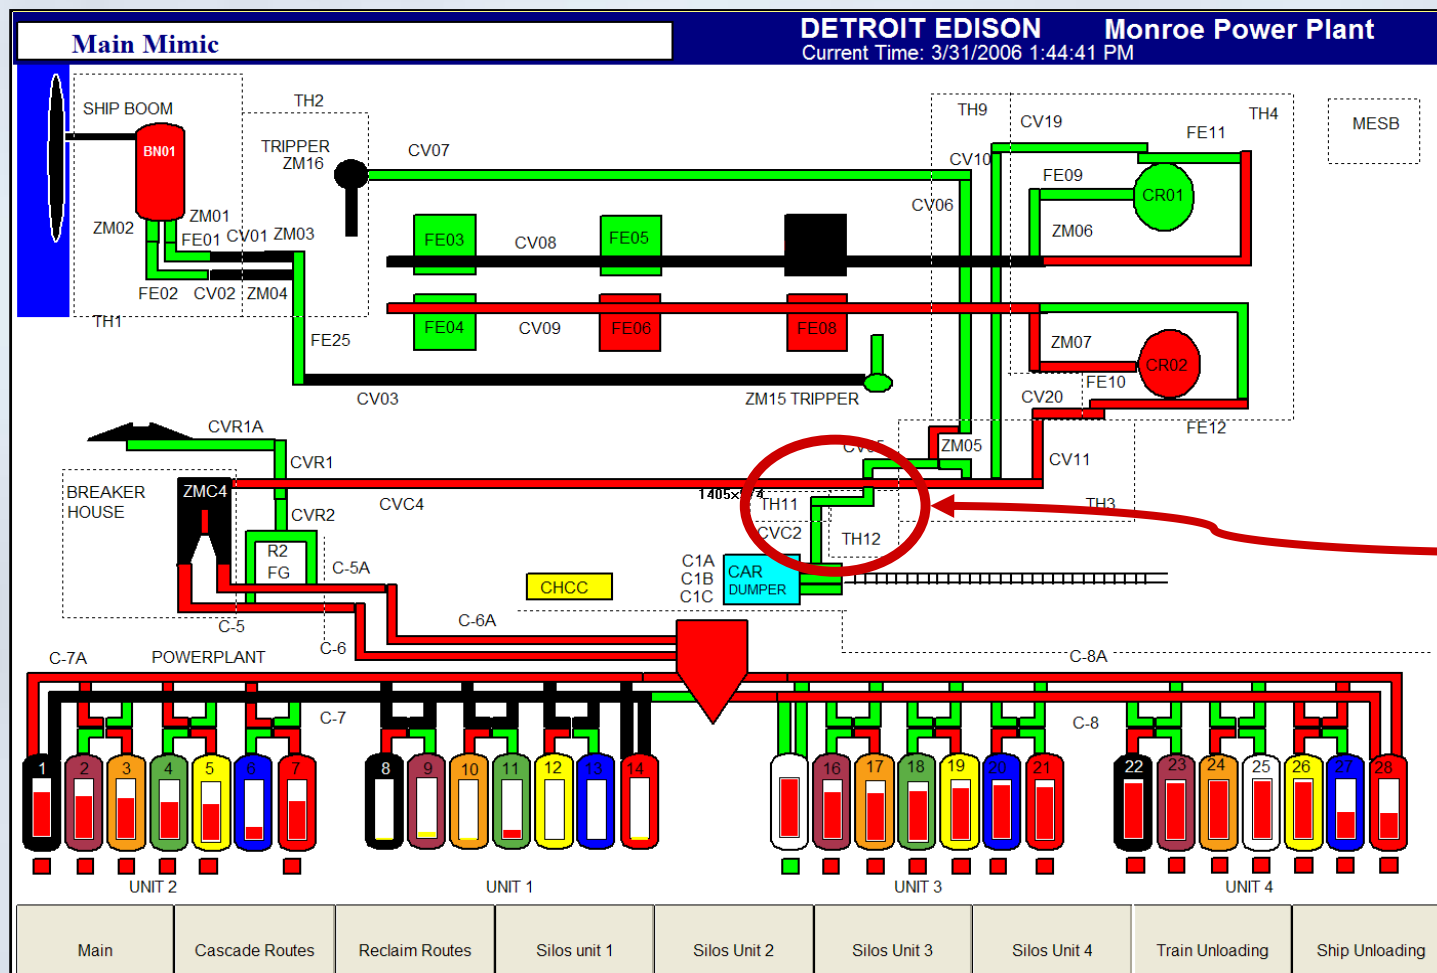 Main Mimic
DETROIT EDISON Monroe Power Plant
Current Time: 3/31/2006 1:44:41 PM
SHIP BOOM
BN01
ZM02
ZM01
FE01
CV01
ZM03
FE02
CV02
ZM04
TH1
TH2
TRIPPER
ZM16
CV07
FE25
FE03
CV08
FE05
FE04
CV09
FE06
FE08
CV03
ZM15 TRIPPER
TH9
CV10
CV06
CV19
FE11
TH4
MESB
FE09
CR01
ZM06
ZM07
CR02
FE10
CV20
FE12
ZM05
CV11
TH3
CVR1A
CVR1
BREAKER
HOUSE
ZMC4
CVC4
CVR2
R2
FG
C-5A
C-5
C-6
C-6A
TH11
CVC2
TH12
C1A
C1B
C1C
CAR
DUMPER
CHCC
C-7A
POWERPLANT
C-8A
C-7
C-8
1 2 3 4 5 6 7
8 9 10 11 12 13 14
16 17 18 19 20 21
22 23 24 25 26 27 28
UNIT 2
UNIT 1
UNIT 3
UNIT 4
Main
Cascade Routes
Reclaim Routes
Silos unit 1
Silos Unit 2
Silos Unit 3
Silos Unit 4
Train Unloading
Ship Unloading